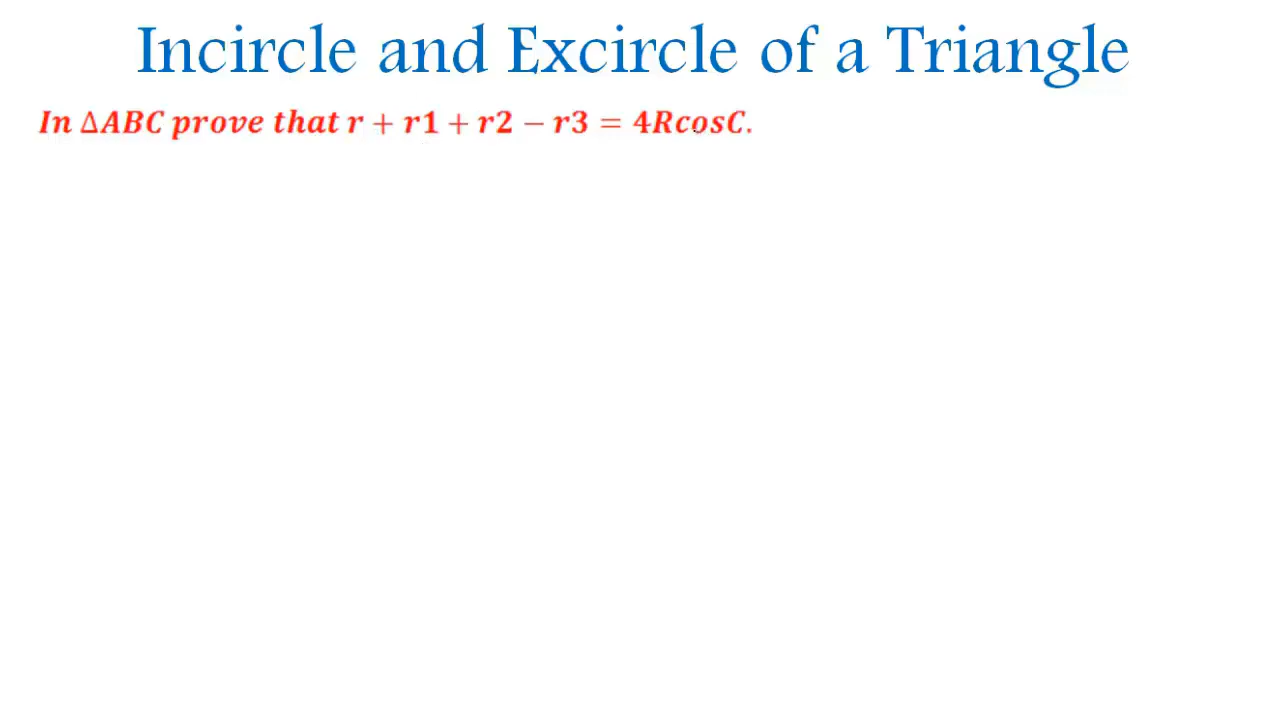 Incircle and Excircle of a Triangle
In ΔABC prove that r + r1 + r2 − r3 = 4RcosC.